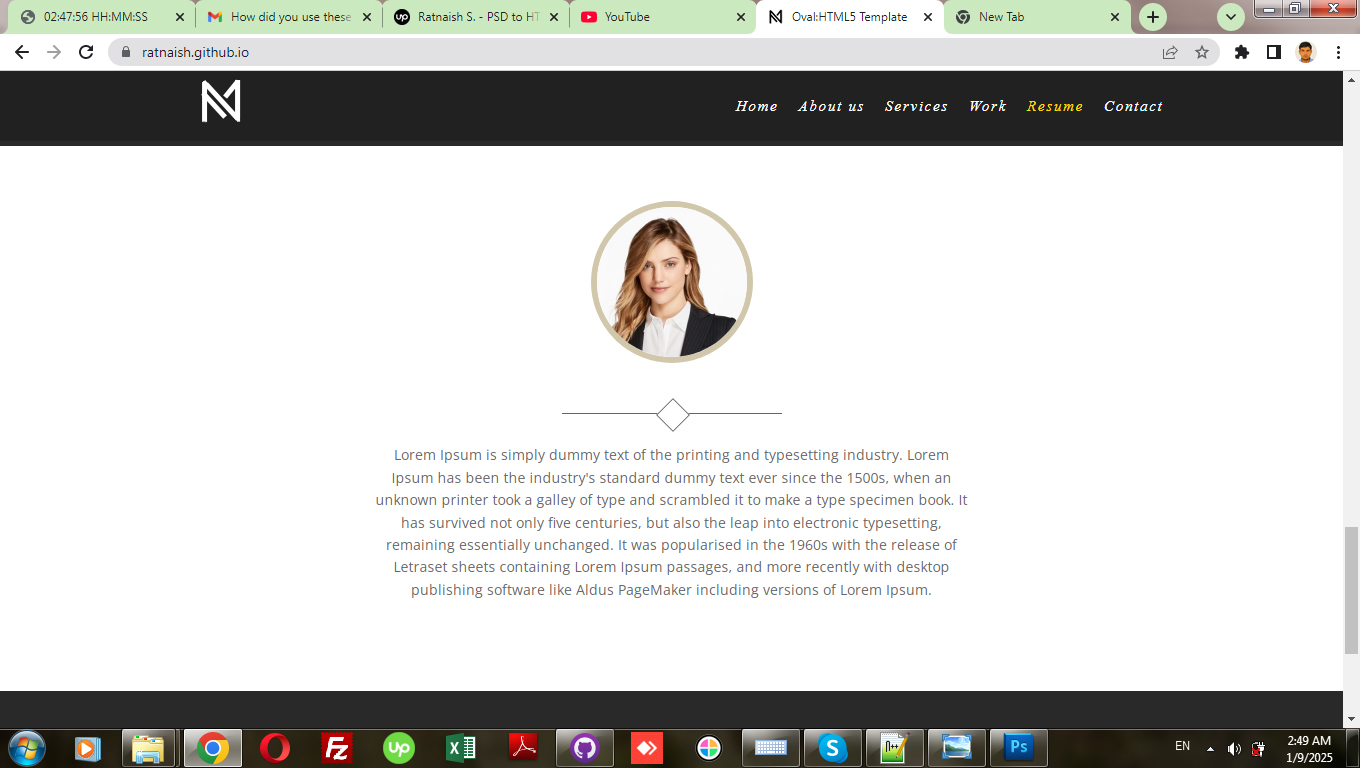 02:47:56 HH:MM:SS
How did you use these
Ratnaish S. - PSD to HT
YouTube
Oval:HTML5 Template
New Tab
ratnaish.github.io
Home About us Services Work Resume Contact
Lorem Ipsum is simply dummy text of the printing and typesetting industry. Lorem
Ipsum has been the industry's standard dummy text ever since the 1500s, when an
unknown printer took a galley of type and scrambled it to make a type specimen book. It
has survived not only five centuries, but also the leap into electronic typesetting,
remaining essentially unchanged. It was popularised in the 1960s with the release of
Letraset sheets containing Lorem Ipsum passages, and more recently with desktop
publishing software like Aldus PageMaker including versions of Lorem Ipsum.
Fz
up
S
Ps
EN
2:49 AM
1/9/2025